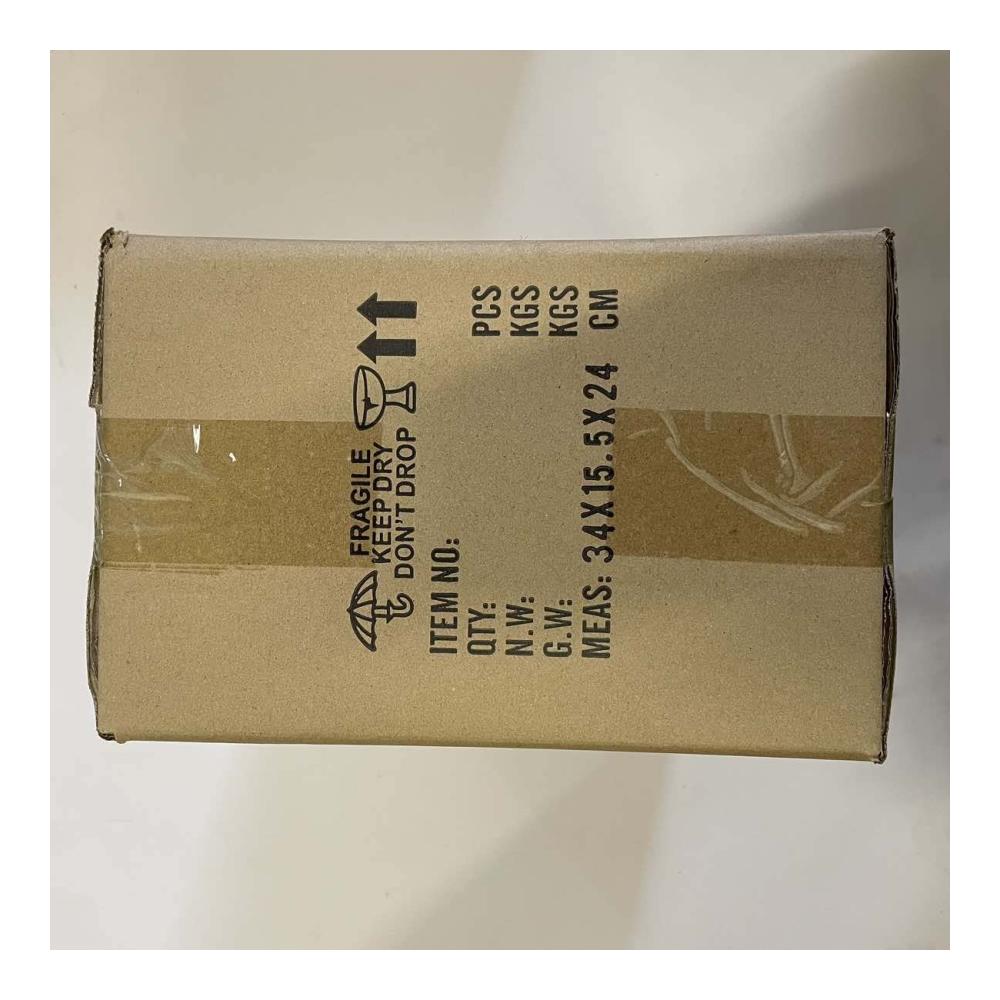 FRAGILE
KEEP DRY
DON'T DROP
ITEM NO:
QTY: PCS
N.W: KGS
G.W: KGS
MEAS: 34X15.5X24 CM